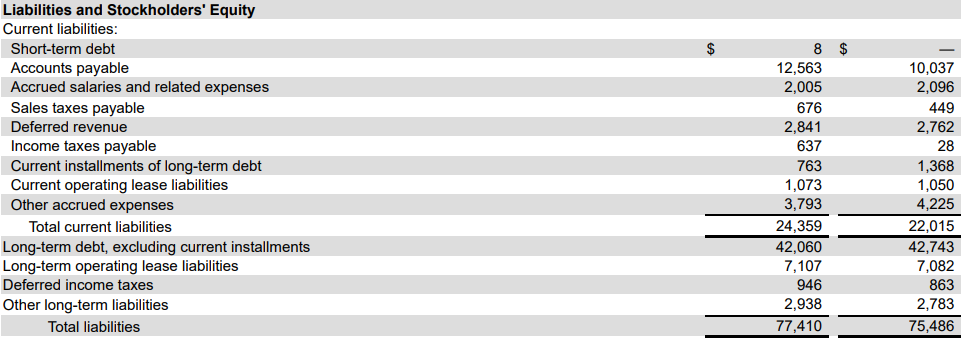 Liabilities and Stockholders' Equity
Current liabilities:
Short-term debt $ 8 $ —
Accounts payable 12,563 10,037
Accrued salaries and related expenses 2,005 2,096
Sales taxes payable 676 449
Deferred revenue 2,841 2,762
Income taxes payable 637 28
Current installments of long-term debt 763 1,368
Current operating lease liabilities 1,073 1,050
Other accrued expenses 3,793 4,225
Total current liabilities 24,359 22,015
Long-term debt, excluding current installments 42,060 42,743
Long-term operating lease liabilities 7,107 7,082
Deferred income taxes 946 863
Other long-term liabilities 2,938 2,783
Total liabilities 77,410 75,486